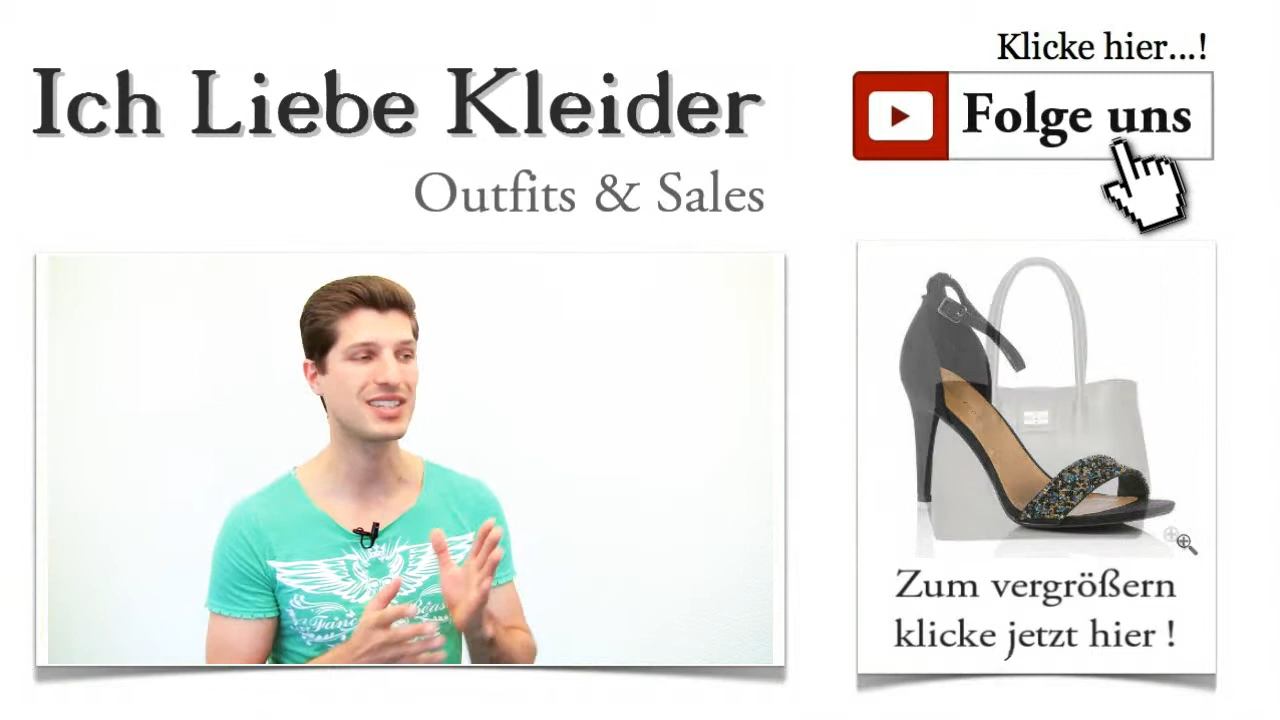 Klicke hier...!
Ich Liebe Kleider
Folge uns
Outfits & Sales
Zum vergrößern
klicke jetzt hier !